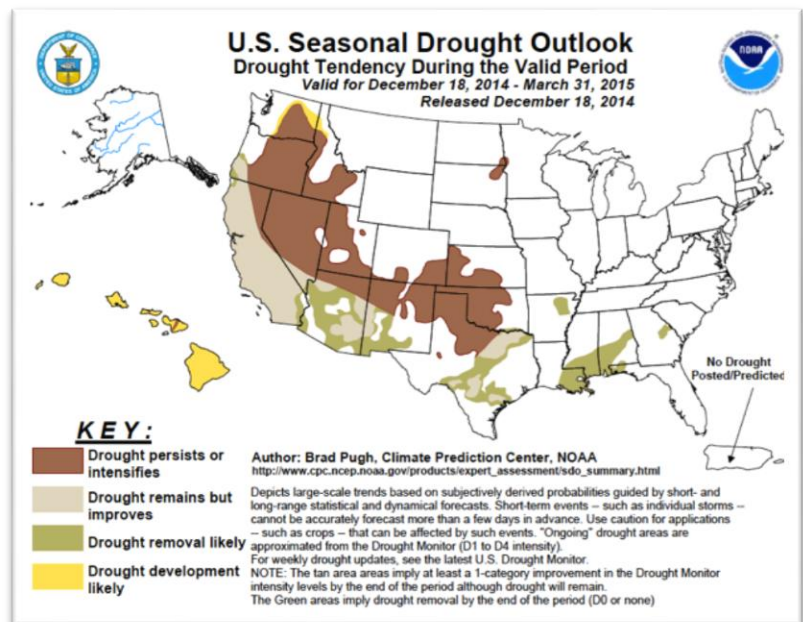 U.S. Seasonal Drought Outlook
Drought Tendency During the Valid Period
Valid for December 18, 2014 - March 31, 2015
Released December 18, 2014
NOAA
No Drought
Posted/Predicted
KEY:
Drought persists or
intensifies
Drought remains but
improves
Drought removal likely
Drought development
likely
Author: Brad Pugh, Climate Prediction Center, NOAA
http://www.cpc.ncep.noaa.gov/products/expert_assessment/sdo_summary.html
Depicts large-scale trends based on subjectively derived probabilities guided by short- and
long-range statistical and dynamical forecasts. Short-term events -- such as individual storms --
cannot be accurately forecast more than a few days in advance. Use caution for applications
-- such as crops -- that can be affected by such events. "Ongoing" drought areas are
approximated from the Drought Monitor (D1 to D4 intensity).
For weekly drought updates, see the latest U.S. Drought Monitor.
NOTE: The tan area areas imply at least a 1-category improvement in the Drought Monitor
intensity levels by the end of the period although drought will remain.
The Green areas imply drought removal by the end of the period (D0 or none)